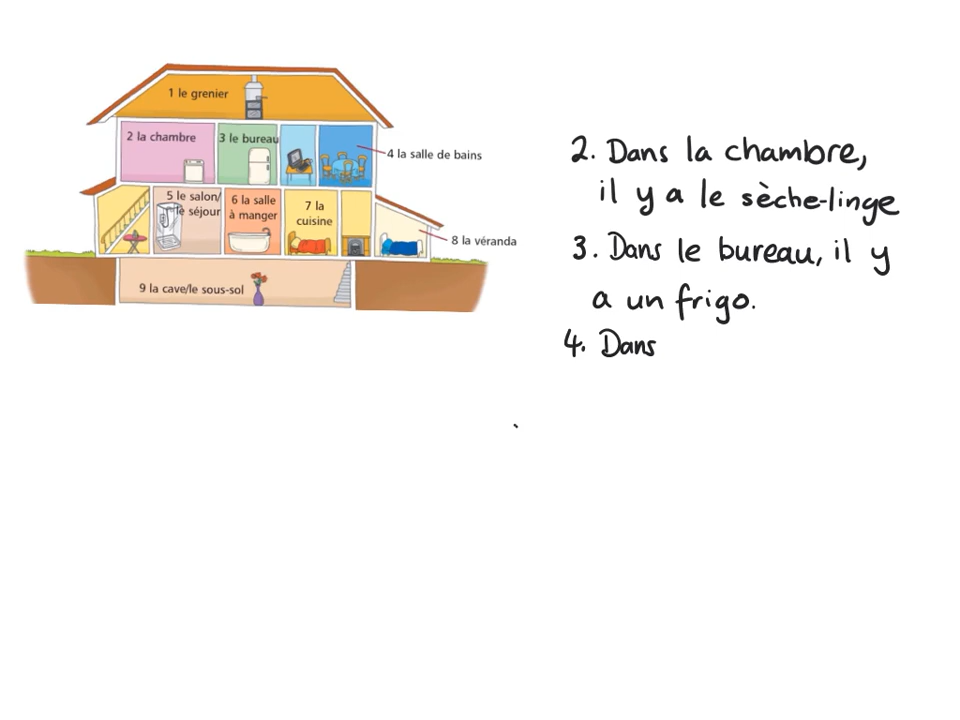 1 le grenier
2 la chambre
3 le bureau
4 la salle de bains
5 le salon/
le séjour
6 la salle
à manger
7 la
cuisine
8 la véranda
9 la cave/le sous-sol
2. Dans la chambre,
il y a le sèche-linge
3. Dans le bureau, il y
a un frigo.
4. Dans